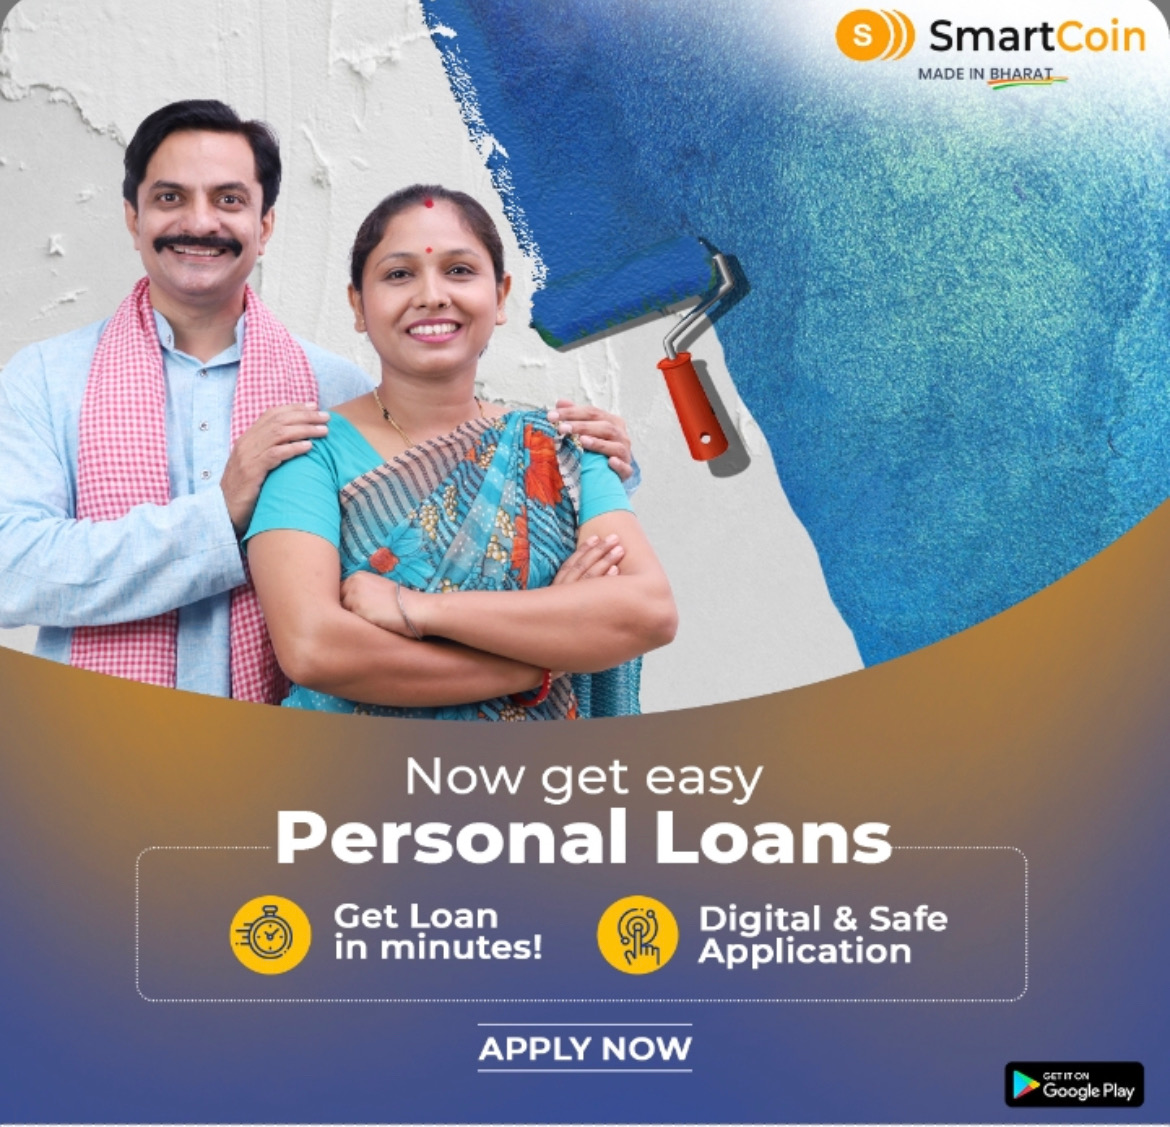 S
SmartCoin
MADE IN BHARAT
Now get easy
Personal Loans
Get Loan
in minutes!
Digital & Safe
Application
APPLY NOW
GET IT ON
Google Play